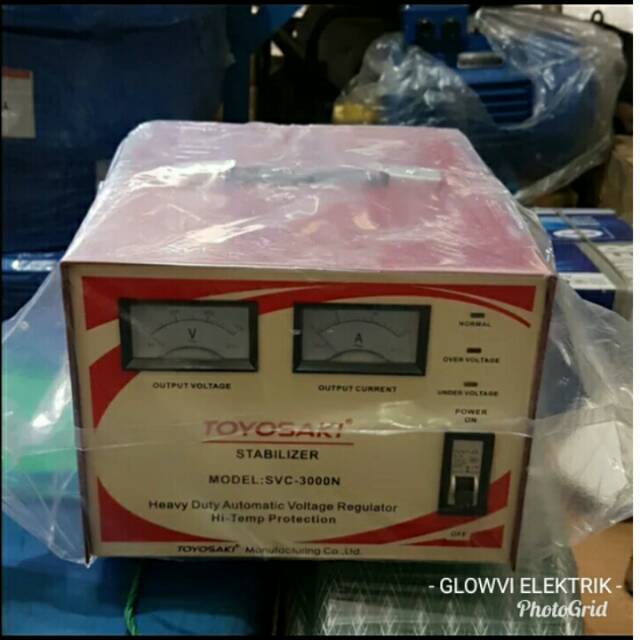 V
A
NORMAL
OUTPUT VOLTAGE
OUTPUT CURRENT
OVER VOLTAGE
UNDER VOLTAGE
POWER
ON
TOYOSAKI®
STABILIZER
MODEL:SVC-3000N
Heavy Duty Automatic Voltage Regulator
Hi-Temp Protection
OFF
TOYOSAKI® Manufacturing Co.,Ltd.
- GLOWVI ELEKTRIK -
PhotoGrid